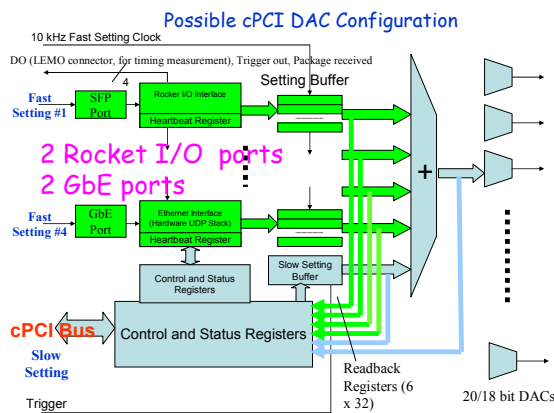 Possible cPCI DAC Configuration
10 kHz Fast Setting Clock
DO (LEMO connector, for timing measurement), Trigger out, Package received
4
Setting Buffer
Fast
Setting #1
SFP
Port
Rocker I/O Interface
Heartbeat Register
2 Rocket I/O ports
2 GbE ports
+
Fast
Setting #4
GbE
Port
Ethernet Interface
(Hardware UDP Stack)
Heartbeat Register
Control and Status
Registers
Slow Setting
Buffer
cPCI Bus
Slow
Setting
Control and Status Registers
Readback
Registers (6
x 32)
20/18 bit DACs
Trigger